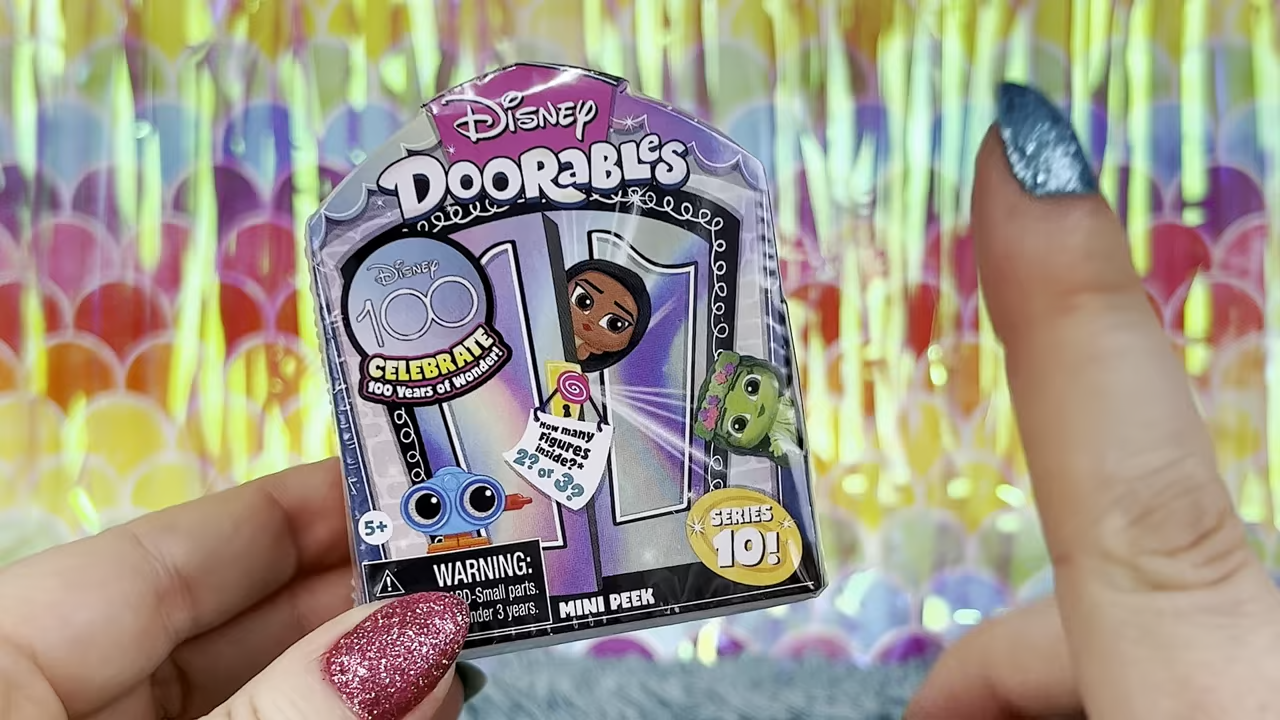 Disney
Doorables
Disney
100
CELEBRATE
100 Years of Wonder!
How many
Figures
inside?*
2? or 3?
5+
SERIES
10!
WARNING:
-Small parts.
3 years.
MINI PEEK